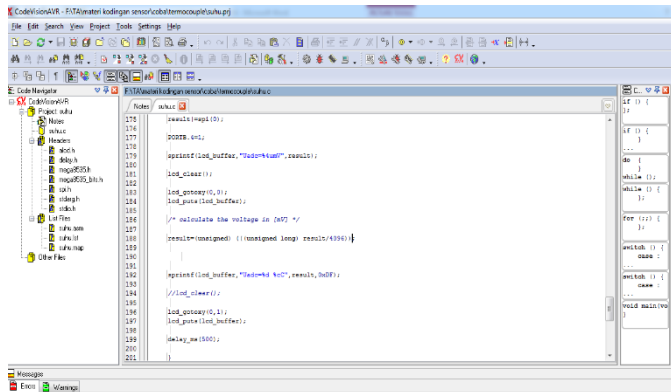 CodeVisionAVR - F:\TA\materi kodingan sensor\coba\termocouple\suhu.prj
File Edit Search View Project Tools Settings Help
Code Navigator
CodeVisionAVR
Project: suhu
Notes
suhu.c
Headers
alcd.h
delay.h
mega8535.h
mega8535_bits.h
spi.h
stdarg.h
stdio.h
List Files
suhu.asm
suhu.lst
suhu.map
Other Files
F:\TA\materi kodingan sensor\coba\termocouple\suhu.c
Notes suhu.c
175 result|=spi(0);
176
177 PORTB.4=1;
178
179 sprintf(lcd_buffer,"Uadc=%4umV",result);
180
181 lcd_clear();
182
183 lcd_gotoxy(0,0);
184 lcd_puts(lcd_buffer);
185
186 /* calculate the voltage in [mV] */
187
188 result=(unsigned) (((unsigned long) result/4096));
189
190
191
192 sprintf(lcd_buffer,"Uadc=%d %cC",result,0xDF);
193
194 //lcd_clear();
195
196 lcd_gotoxy(0,1);
197 lcd_puts(lcd_buffer);
198
199 delay_ms(500);
200
201 }
C...
if () {
};
if () {
}
...
do {
}
while ();
while () {
};
for (;;) {
}
switch () {
case :
...
switch () {
case :
...
void main(vo
}
Messages
Errors Warnings